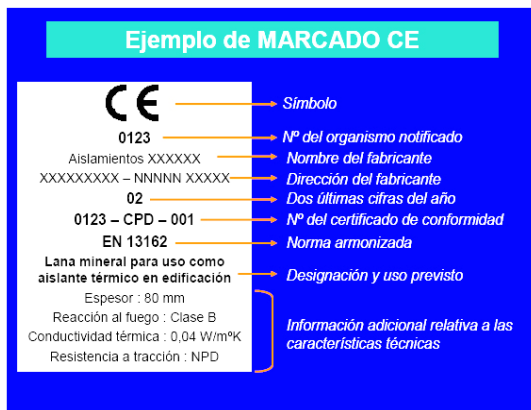 Ejemplo de MARCADO CE
CE
Símbolo
0123
Nº del organismo notificado
Aislamientos XXXXXX
Nombre del fabricante
XXXXXXXXX – NNNNN XXXXX
Dirección del fabricante
02
Dos últimas cifras del año
0123 – CPD – 001
Nº del certificado de conformidad
EN 13162
Norma armonizada
Lana mineral para uso como
aislante térmico en edificación
Designación y uso previsto
Espesor : 80 mm
Reacción al fuego : Clase B
Conductividad térmica : 0,04 W/mºK
Resistencia a tracción : NPD
Información adicional relativa a las
características técnicas